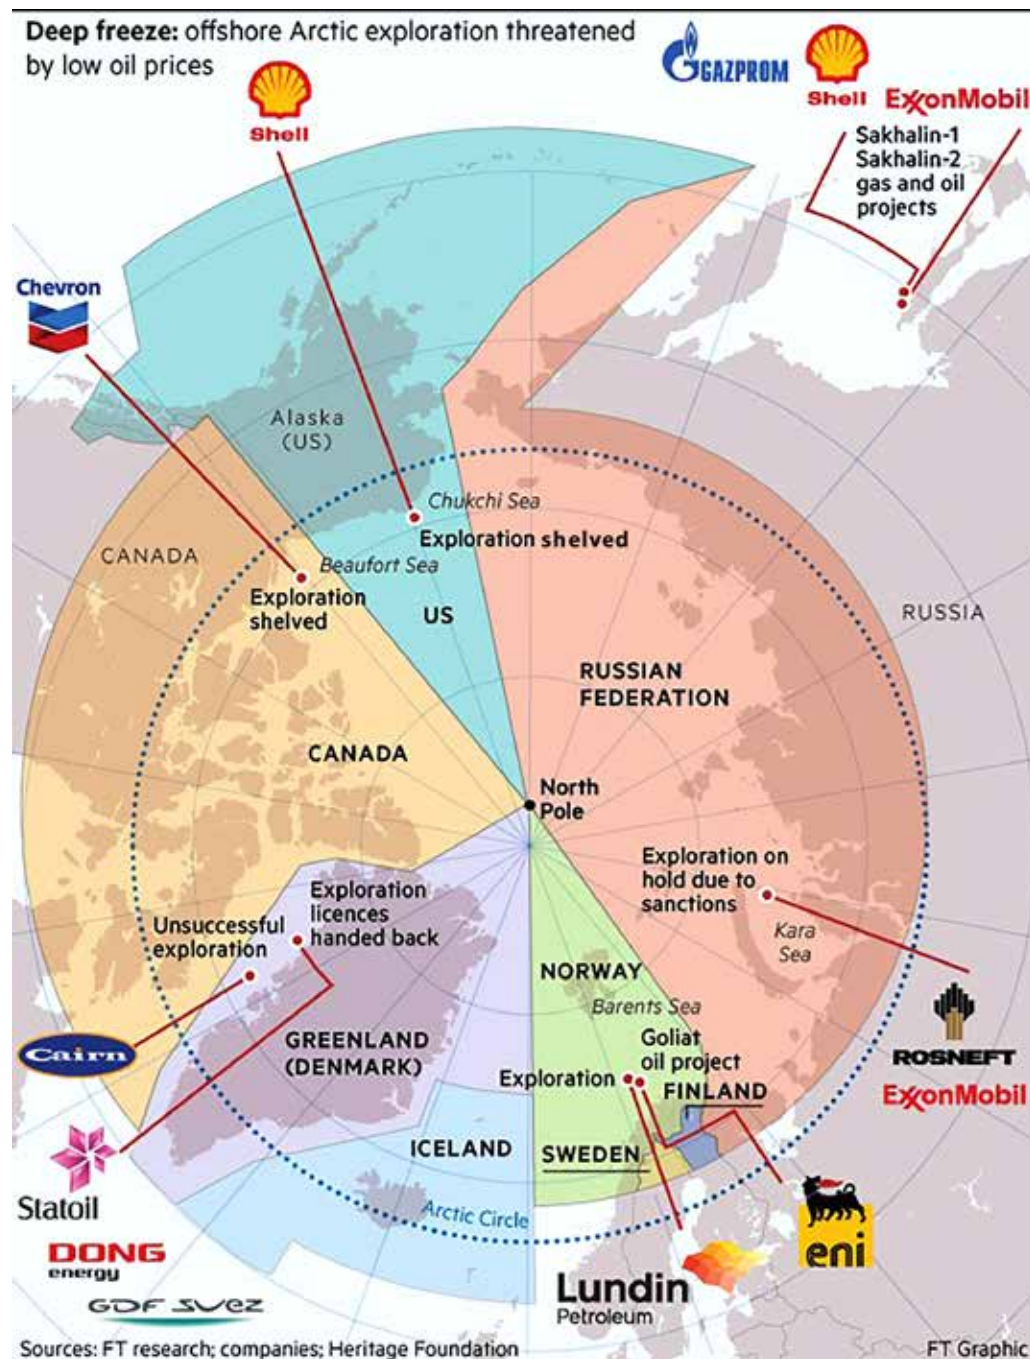 Deep freeze: offshore Arctic exploration threatened
by low oil prices
Shell
GAZPROM
Shell
ExxonMobil
Sakhalin-1
Sakhalin-2
gas and oil
projects
Chevron
Alaska
(US)
Chukchi Sea
Exploration shelved
CANADA
Beaufort Sea
Exploration
shelved
US
RUSSIA
RUSSIAN
FEDERATION
CANADA
North
Pole
Exploration on
hold due to
sanctions
Kara
Sea
Exploration
licences
handed back
Unsuccessful
exploration
NORWAY
Barents Sea
Goliat
oil project
Exploration
FINLAND
GREENLAND
(DENMARK)
Cairn
ROSNEFT
ExxonMobil
ICELAND
SWEDEN
Arctic Circle
Statoil
DONG
energy
GDF SUEZ
eni
Lundin
Petroleum
Sources: FT research; companies; Heritage Foundation
FT Graphic